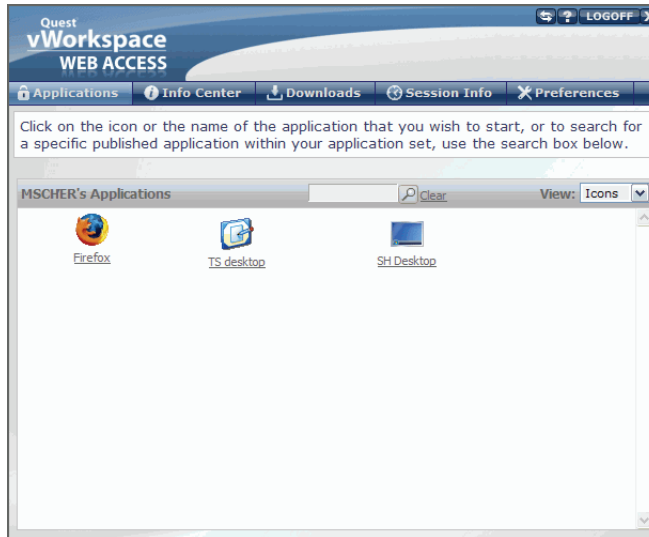 Quest
vWorkspace
WEB ACCESS
? LOGOFF X
Applications i Info Center Downloads Session Info Preferences
Click on the icon or the name of the application that you wish to start, or to search for
a specific published application within your application set, use the search box below.
MSCHER's Applications Clear View: Icons
Firefox TS desktop SH Desktop